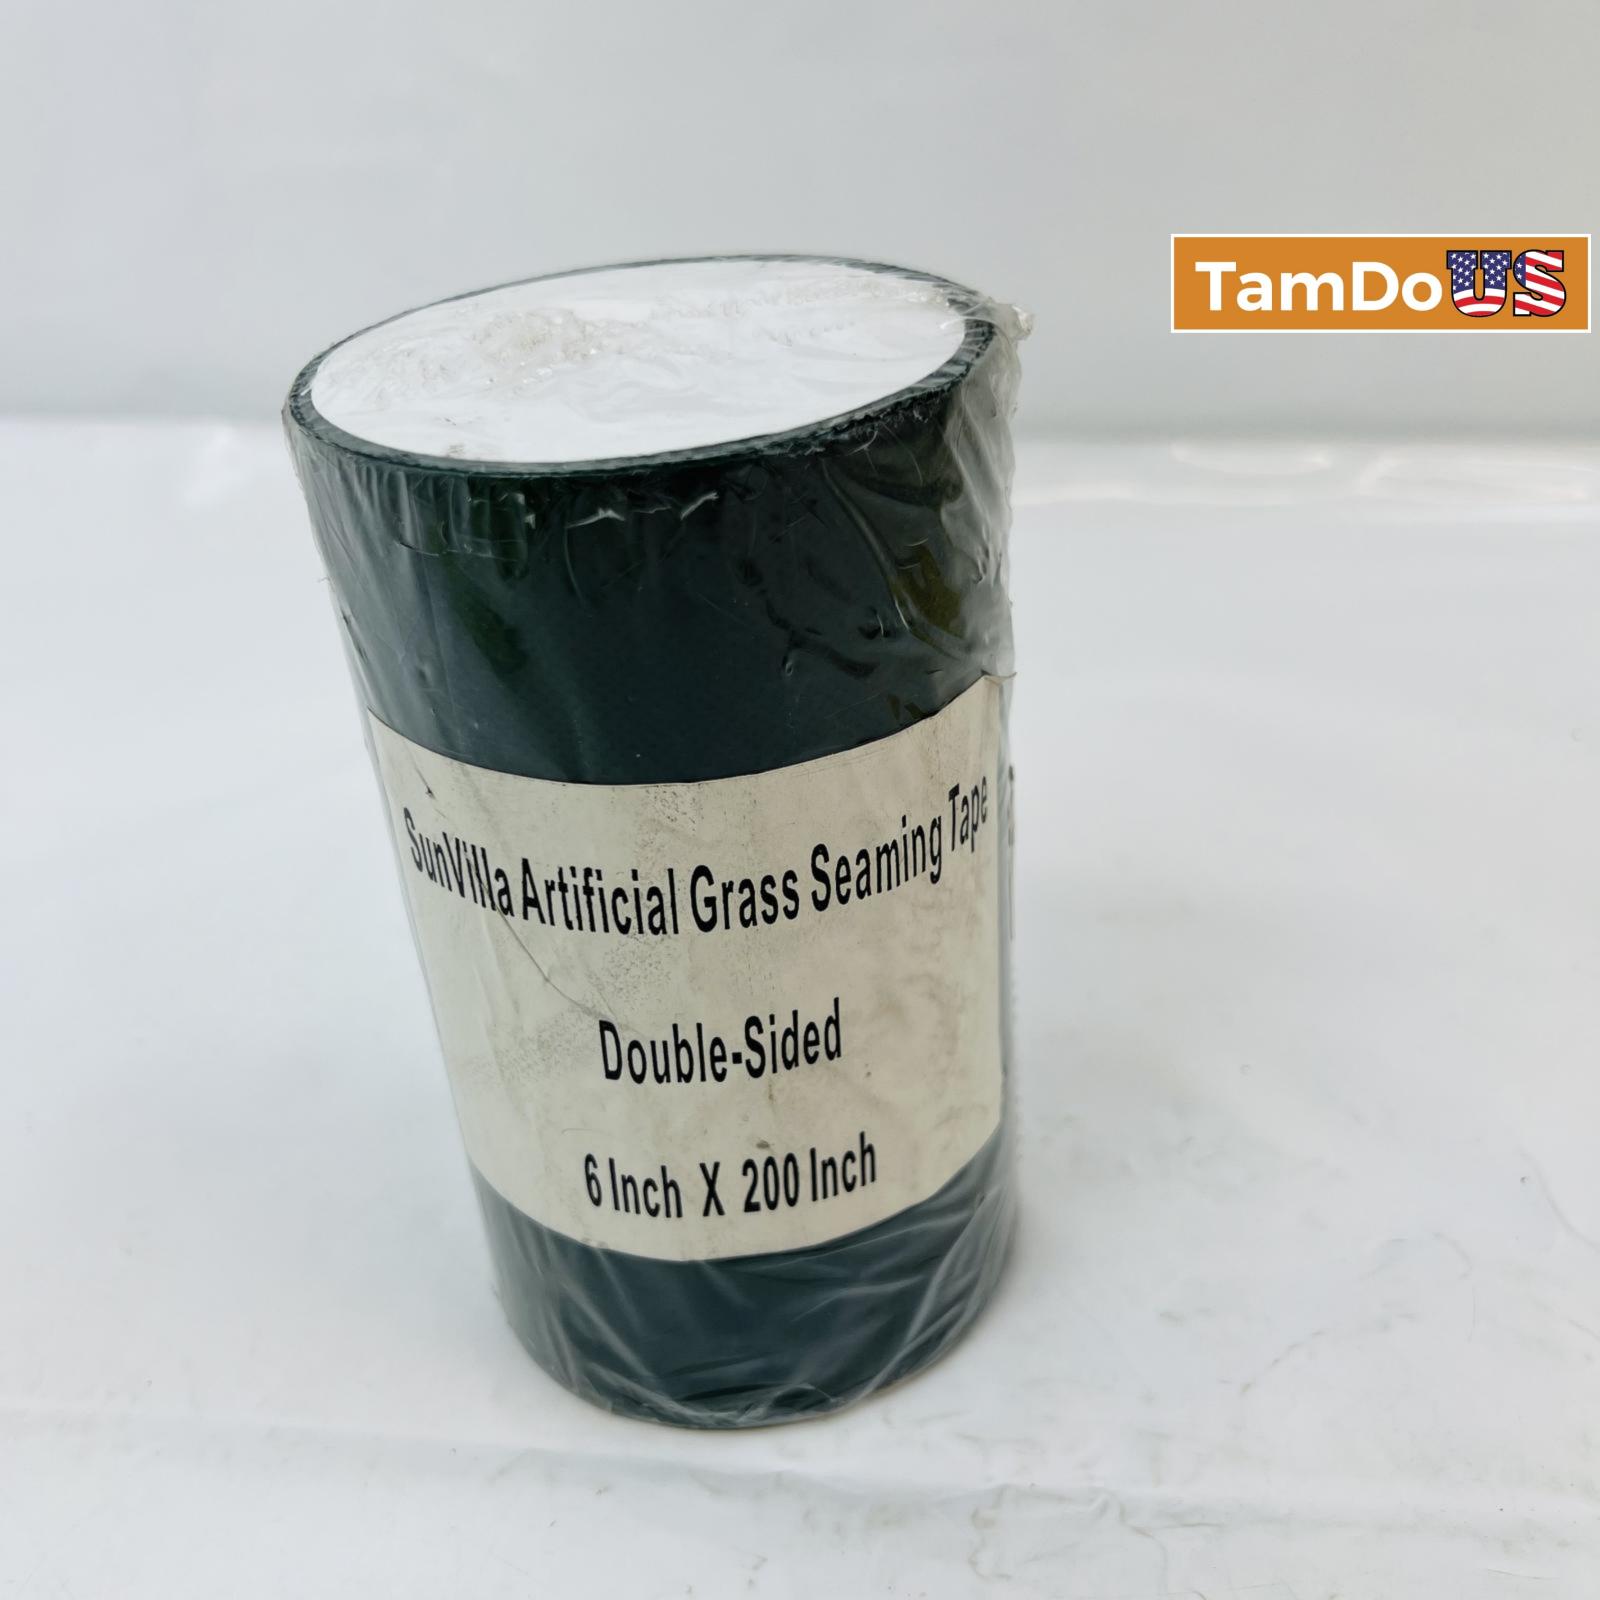 TamDoUS
SunVilla Artificial Grass Seaming Tape
Double-Sided
6 Inch X 200 Inch